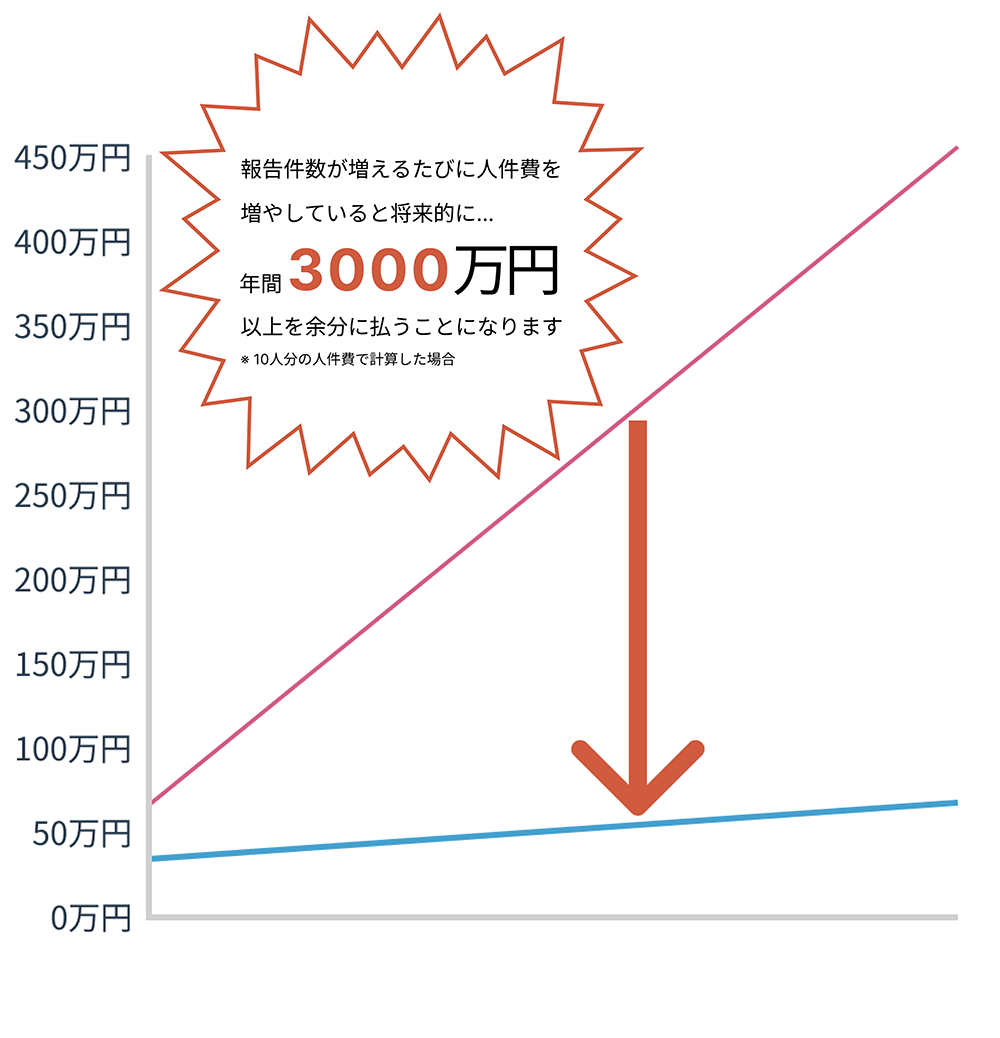 報告件数が増えるたびに人件費を
増やしていると将来的に...
年間3000万円
以上を余分に払うことになります
※ 10人分の人件費で計算した場合
450万円
400万円
350万円
300万円
250万円
200万円
150万円
100万円
50万円
0万円